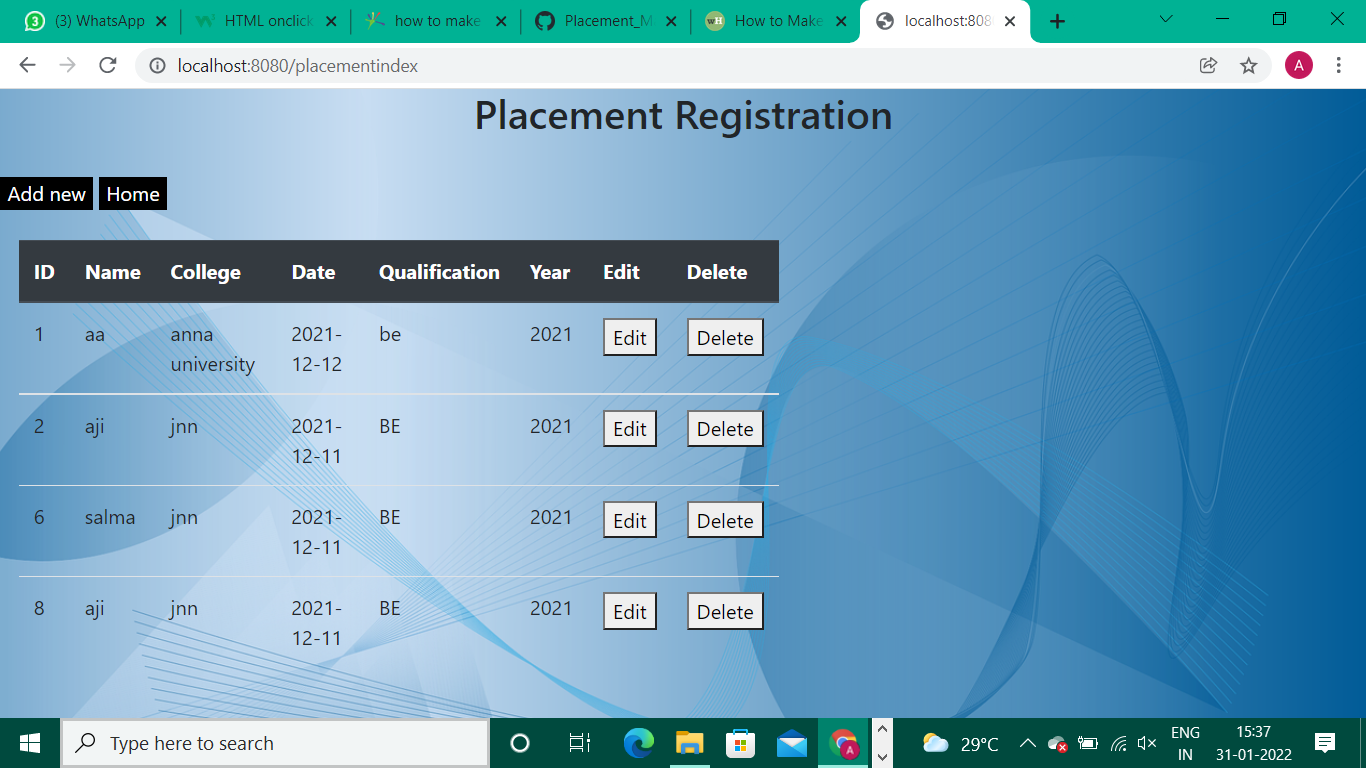 (3) WhatsApp
HTML onclick
how to make
Placement_M
How to Make
localhost:808
localhost:8080/placementindex
A
Placement Registration
Add new Home
ID Name College Date Qualification Year Edit Delete
1 aa anna 2021- be 2021 Edit Delete
university 12-12
2 aji jnn 2021- BE 2021 Edit Delete
12-11
6 salma jnn 2021- BE 2021 Edit Delete
12-11
8 aji jnn 2021- BE 2021 Edit Delete
12-11
Type here to search
A
29°C
ENG
IN
15:37
31-01-2022